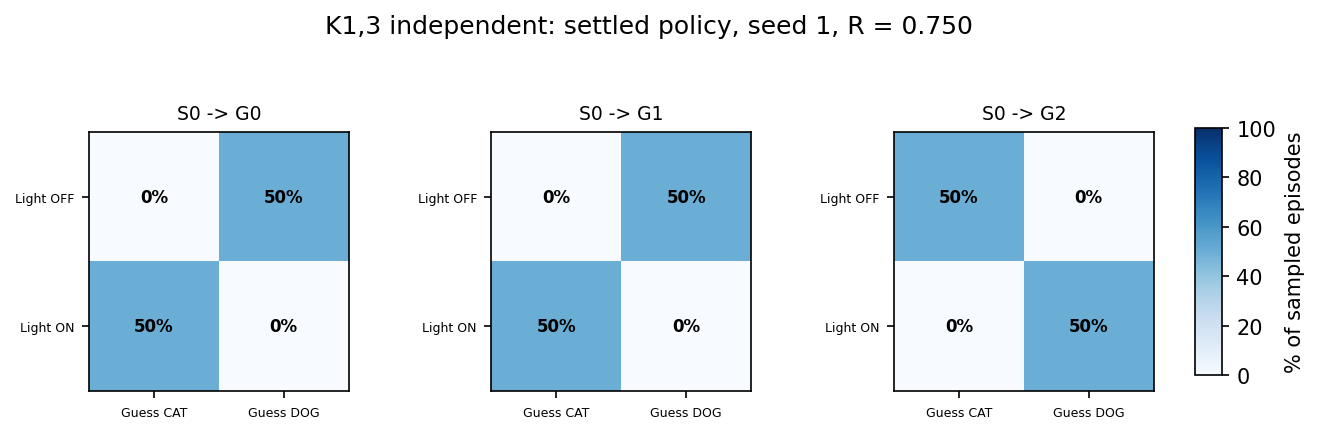 K1,3 independent: settled policy, seed 1, R = 0.750
S0 -> G0
Light OFF
Light ON
0%
50%
50%
0%
Guess CAT
Guess DOG
S0 -> G1
Light OFF
Light ON
0%
50%
50%
0%
Guess CAT
Guess DOG
S0 -> G2
Light OFF
Light ON
50%
0%
0%
50%
Guess CAT
Guess DOG
100
80
60
40
20
0
% of sampled episodes